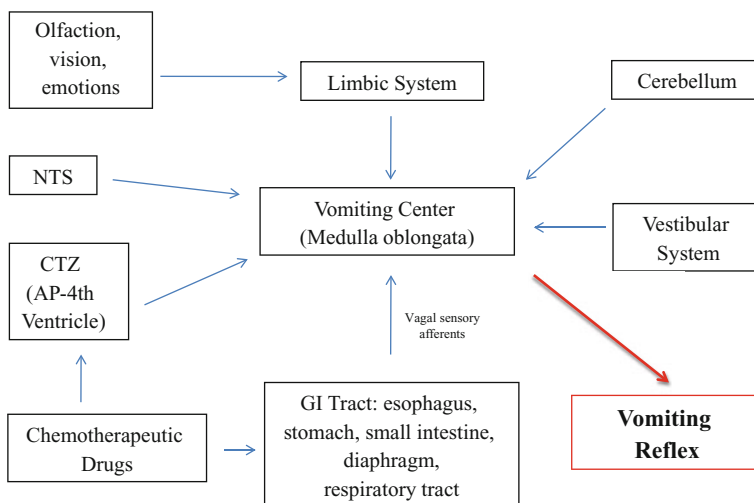 Olfaction,
vision,
emotions
Limbic System
Cerebellum
NTS
Vomiting Center
(Medulla oblongata)
Vestibular
System
CTZ
(AP-4th
Ventricle)
Vagal sensory
afferents
Chemotherapeutic
Drugs
GI Tract: esophagus,
stomach, small intestine,
diaphragm,
respiratory tract
Vomiting
Reflex